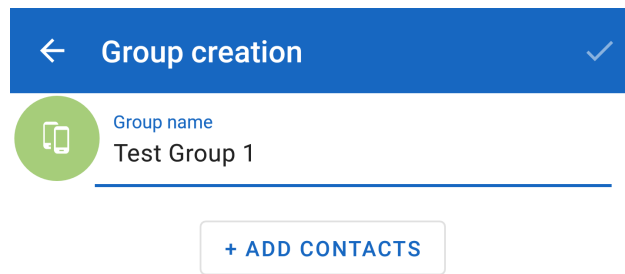 Group creation
Group name
Test Group 1
+ ADD CONTACTS